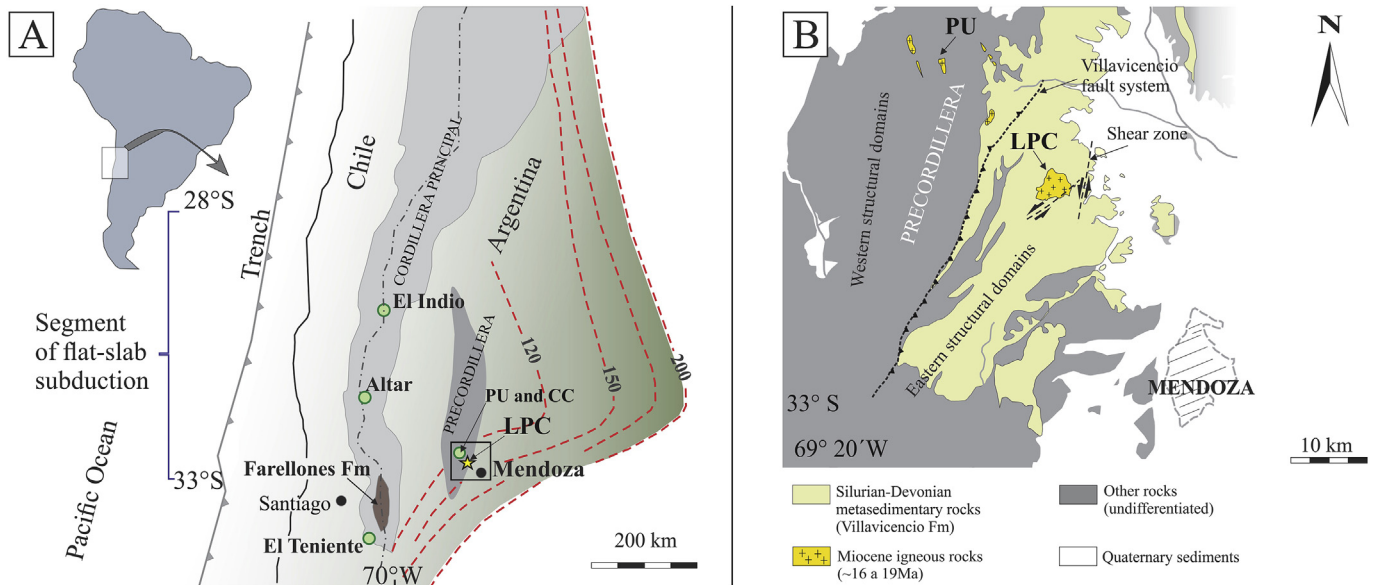 A
28°S
Segment
of flat-slab
subduction
33°S
Pacific Ocean
Trench
Chile
CORDILLERA PRINCIPAL
Argentina
El Indio
Altar
PRECORDILLERA
PU and CC
LPC
Mendoza
Farellones Fm
Santiago
El Teniente
70°W
120
150
200
200 km
B
PU
N
Villavicencio
fault system
Shear zone
LPC
Western structural domains
PRECORDILLERA
Eastern structural domains
MENDOZA
33° S
69° 20´W
10 km
Silurian-Devonian
metasedimentary rocks
(Villavicencio Fm)
Other rocks
(undifferentiated)
Miocene igneous rocks
(~16 a 19Ma)
Quaternary sediments